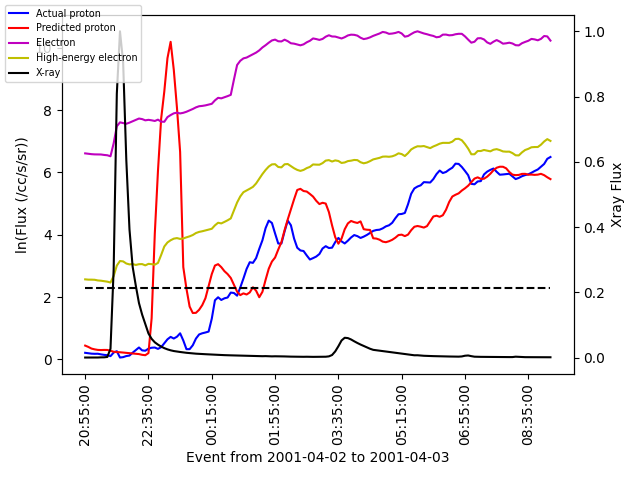 Actual proton
Predicted proton
Electron
High-energy electron
X-ray
10
8
6
4
2
0
ln(Flux (/cc/s/sr))
1.0
0.8
0.6
0.4
0.2
0.0
Xray Flux
20:55:00
22:35:00
00:15:00
01:55:00
03:35:00
05:15:00
06:55:00
08:35:00
Event from 2001-04-02 to 2001-04-03